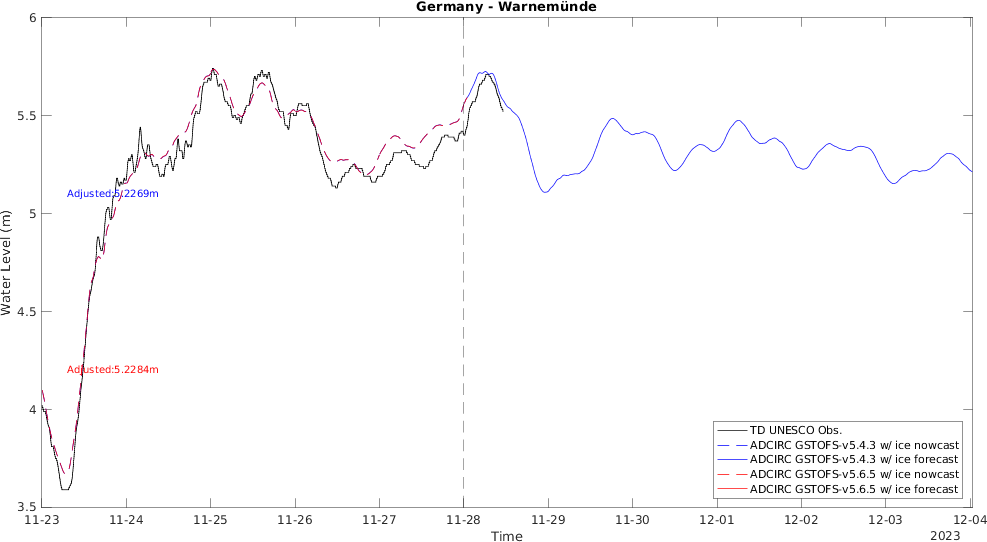 Germany - Warnemünde
6
5.5
5
4.5
4
3.5
Water Level (m)
Adjusted:5.2269m
Adjusted:5.2284m
TD UNESCO Obs.
ADCIRC GSTOFS-v5.4.3 w/ ice nowcast
ADCIRC GSTOFS-v5.4.3 w/ ice forecast
ADCIRC GSTOFS-v5.6.5 w/ ice nowcast
ADCIRC GSTOFS-v5.6.5 w/ ice forecast
11-23 11-24 11-25 11-26 11-27 11-28 11-29 11-30 12-01 12-02 12-03 12-04
Time
2023